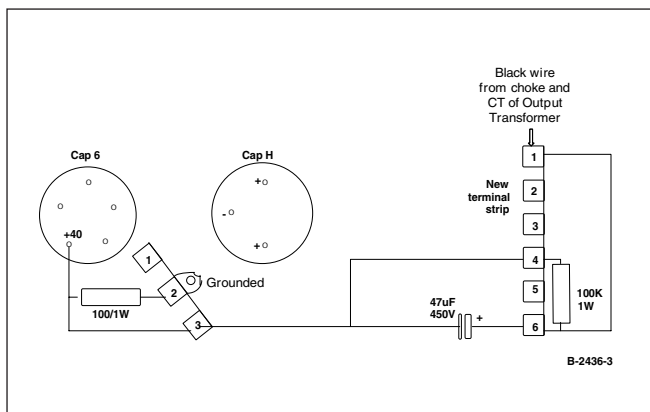 Black wire
from choke and
CT of Output
Transformer
Cap 6
Cap H
+
-
+
+40
1
2
3
Grounded
100/1W
New
terminal
strip
1
2
3
4
5
6
47uF
450V
+
100K
1W
B-2436-3